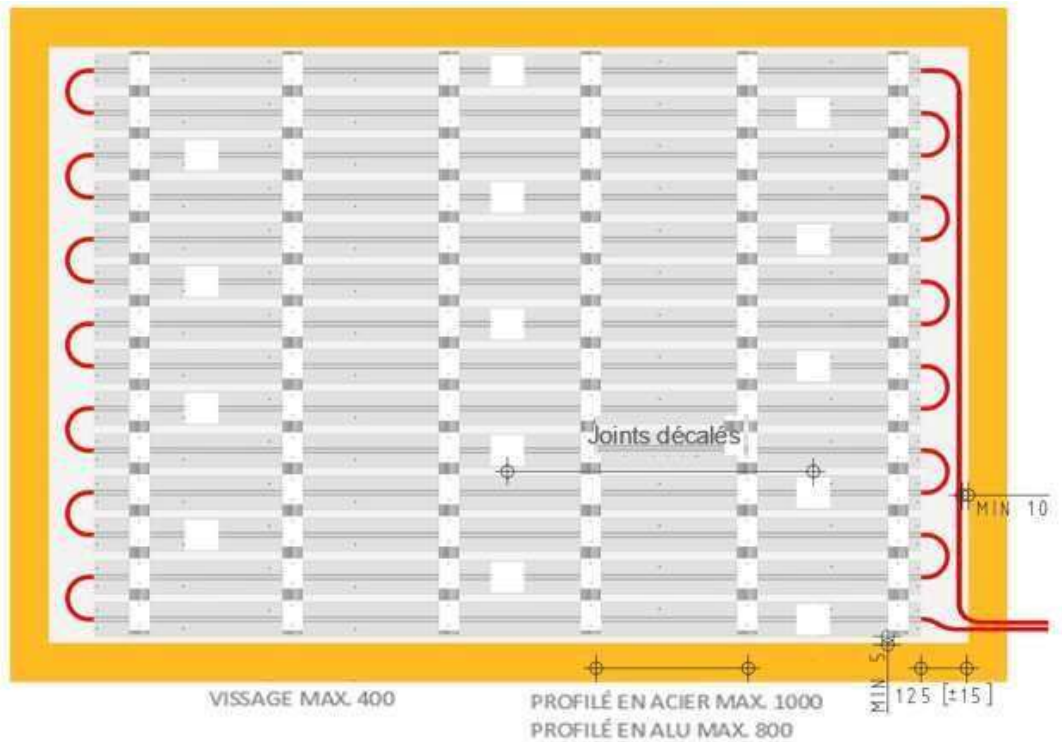 Joints décalés
MIN 10
MIN 5
125 [±15]
VISSAGE MAX. 400
PROFILÉ EN ACIER MAX. 1000
PROFILÉ EN ALU MAX. 800